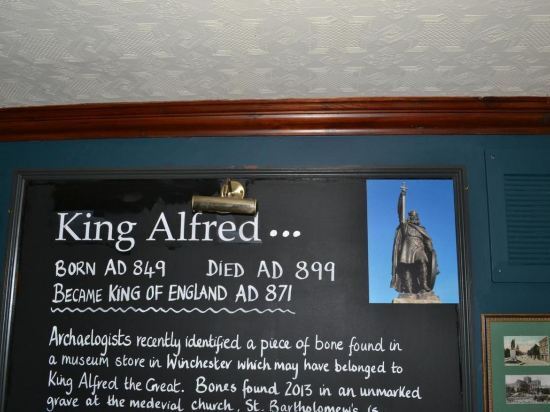 King Alfred...
BORN AD 849 DIED AD 899
BECAME KING OF ENGLAND AD 871
Archaelogists recently identified a piece of bone found in
a museum store in Winchester which may have belonged to
King Alfred the Great. Bones found 2013 in an unmarked
grave at the medevial church, St. Bartholomew's is